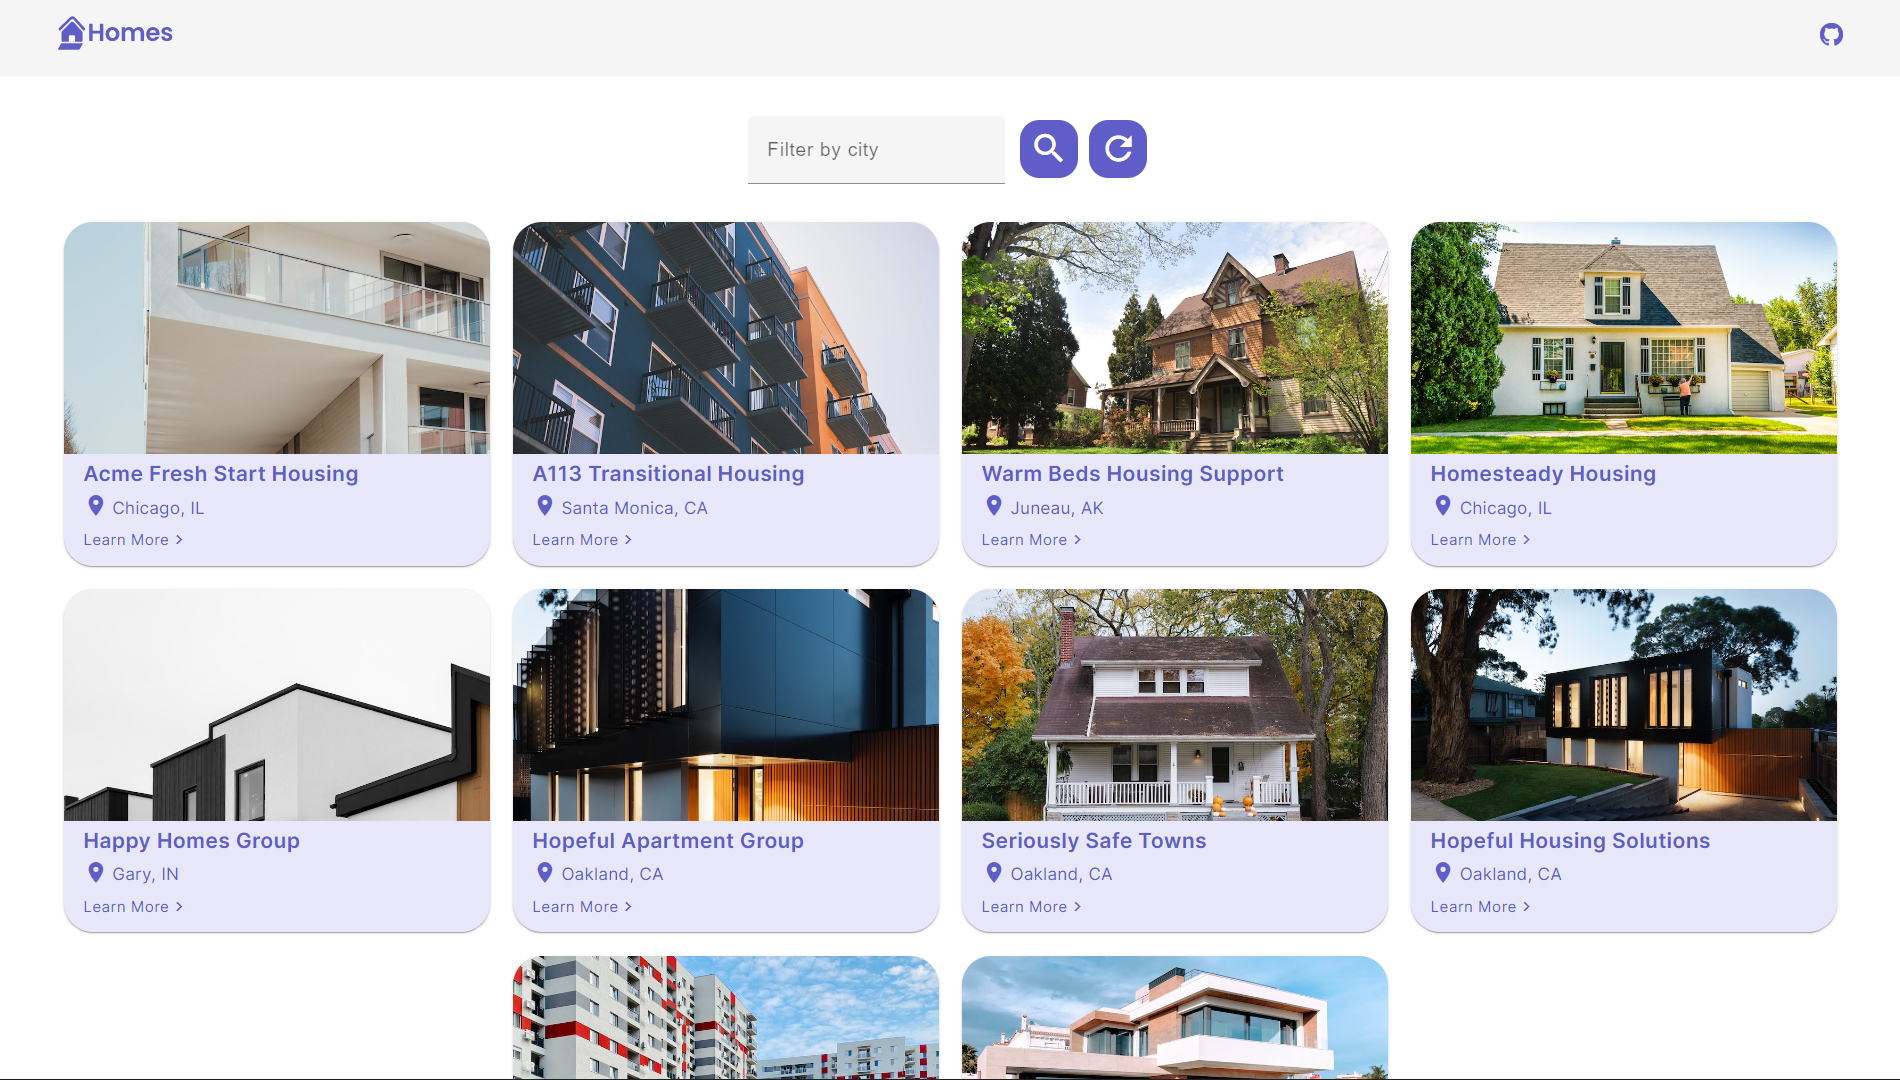 Homes
Filter by city
Acme Fresh Start Housing
Chicago, IL
Learn More
A113 Transitional Housing
Santa Monica, CA
Learn More
Warm Beds Housing Support
Juneau, AK
Learn More
Homesteady Housing
Chicago, IL
Learn More
Happy Homes Group
Gary, IN
Learn More
Hopeful Apartment Group
Oakland, CA
Learn More
Seriously Safe Towns
Oakland, CA
Learn More
Hopeful Housing Solutions
Oakland, CA
Learn More